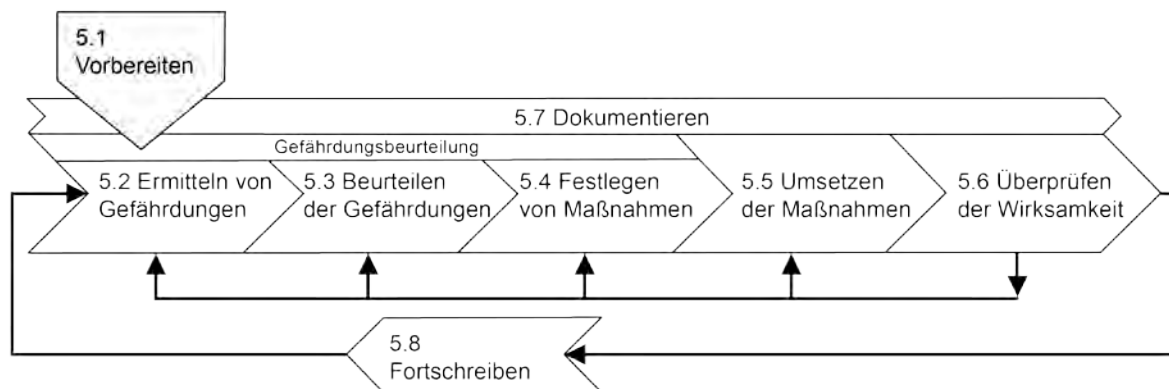 5.1
Vorbereiten
5.7 Dokumentieren
Gefährdungsbeurteilung
5.2 Ermitteln von
Gefährdungen
5.3 Beurteilen
der Gefährdungen
5.4 Festlegen
von Maßnahmen
5.5 Umsetzen
der Maßnahmen
5.6 Überprüfen
der Wirksamkeit
5.8
Fortschreiben